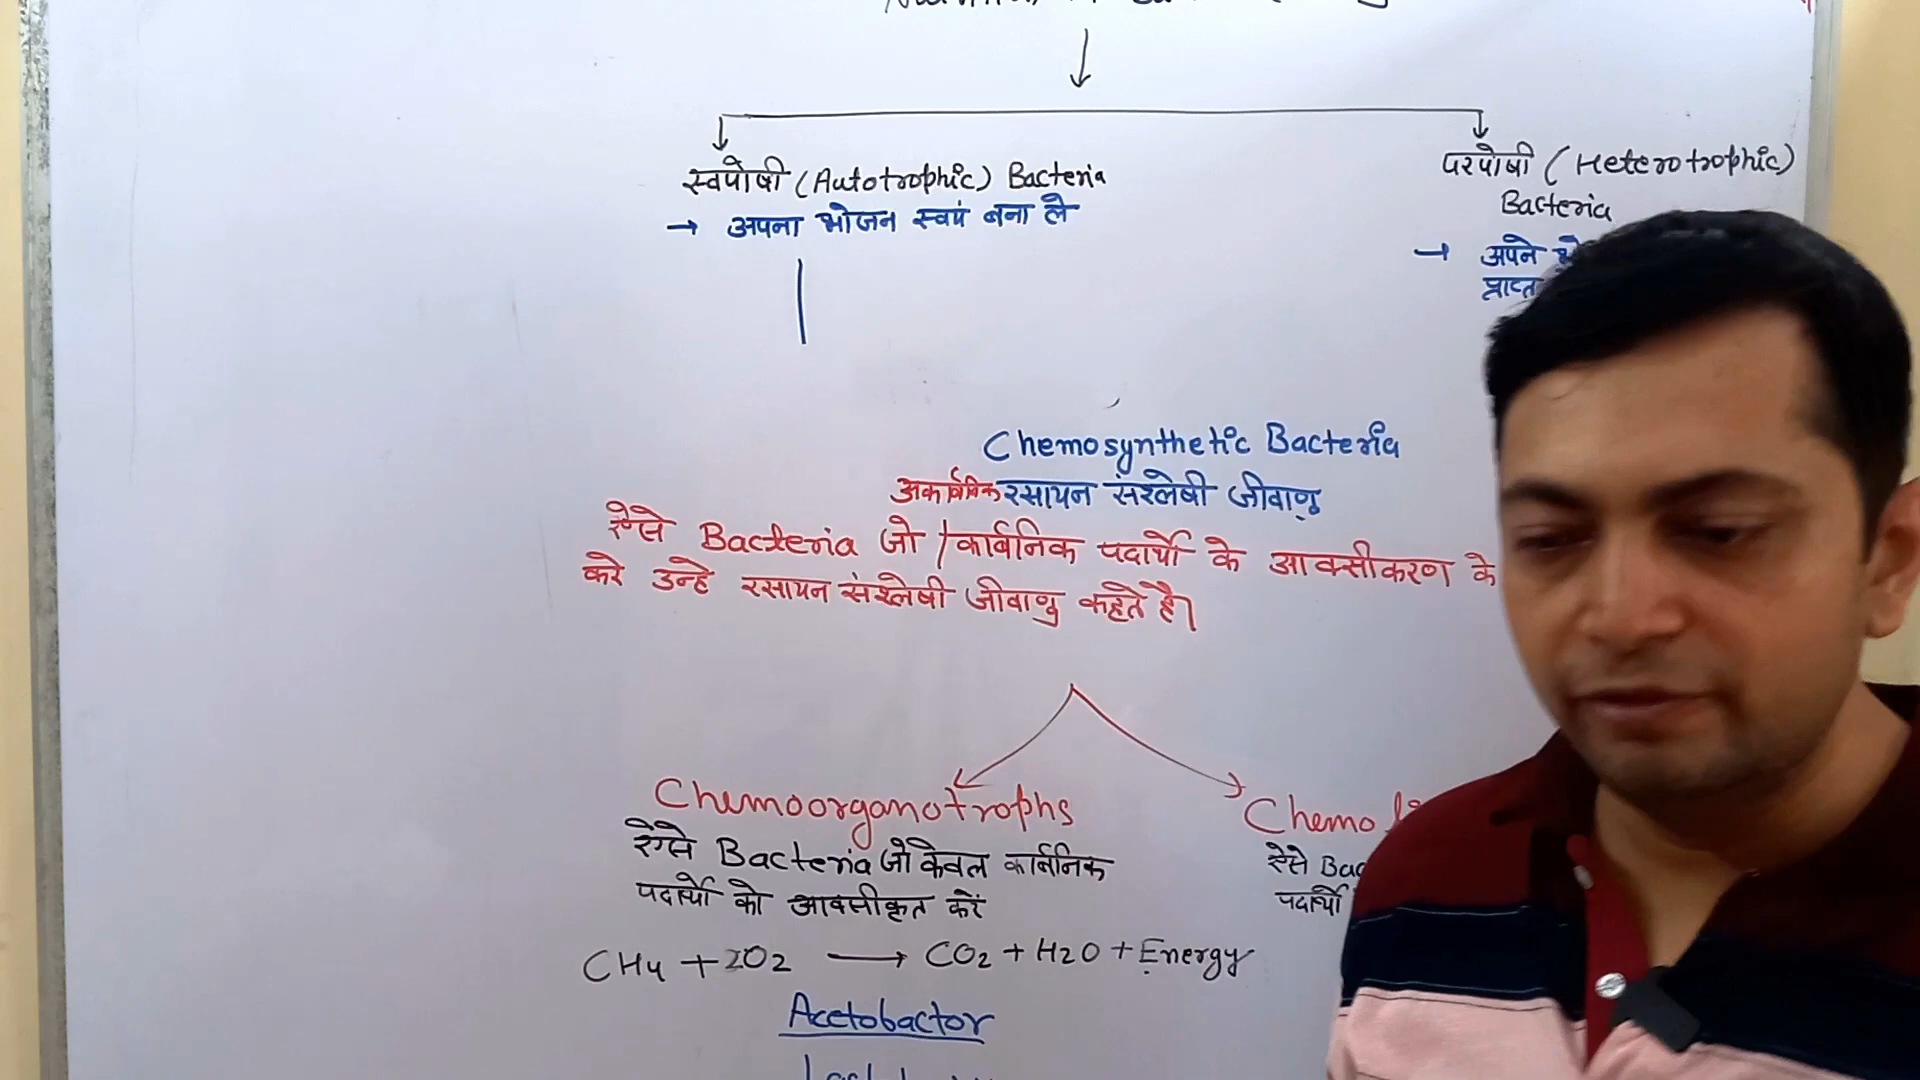 स्वपोषी (Autotrophic) Bacteria
→ अपना भोजन स्वयं बना ले
परपोषी (Heterotrophic)
Bacteria
→ अपने
प्राप्त
Chemosynthetic Bacteria
अकार्बनिक रसायन संश्लेषी जीवाणु
ऐसे Bacteria जो / कार्बनिक पदार्थो के आक्सीकरण के
करे उन्हे रसायन संश्लेषी जीवाणु कहते है।
Chemoorganotrophs
ऐसे Bacteria जो केवल कार्बनिक
पदार्थो को आक्सीकृत करें
CH4 + 2O2 → CO2 + H2O + Energy
Acetobactor
Chemo
ऐसे Bac
पदार्थो